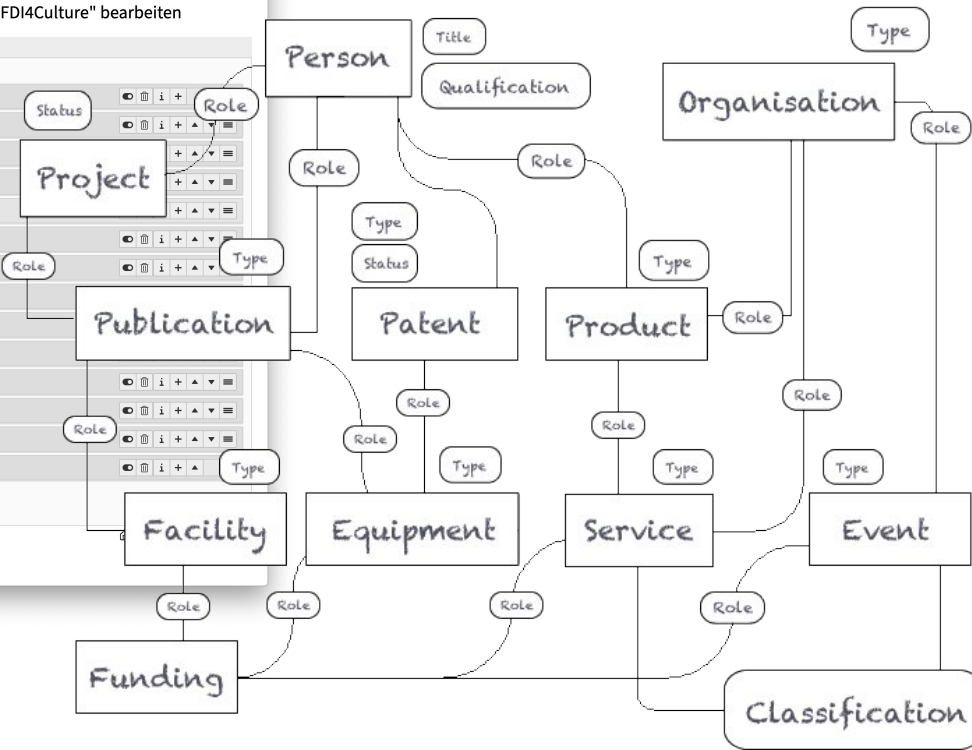 FDI4Culture" bearbeiten
Person
Title
Qualification
Type
Organisation
Role
Role
Status
Project
Role
Role
Role
Type
Status
Type
Type
Role
Publication
Patent
Product
Role
Role
Role
Role
Role
Role
Type
Type
Type
Type
Facility
Equipment
Service
Event
Role
Role
Role
Role
Funding
Classification